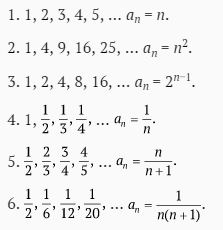 1. 1, 2, 3, 4, 5, ... aₙ = n.
2. 1, 4, 9, 16, 25, ... aₙ = n².
3. 1, 2, 4, 8, 16, ... aₙ = 2ⁿ⁻¹.
4. 1, 1/2, 1/3, 1/4, ... aₙ = 1/n.
5. 1/2, 2/3, 3/4, 4/5, ... aₙ = n/(n+1).
6. 1/2, 1/6, 1/12, 1/20, ... aₙ = 1/(n(n+1)).